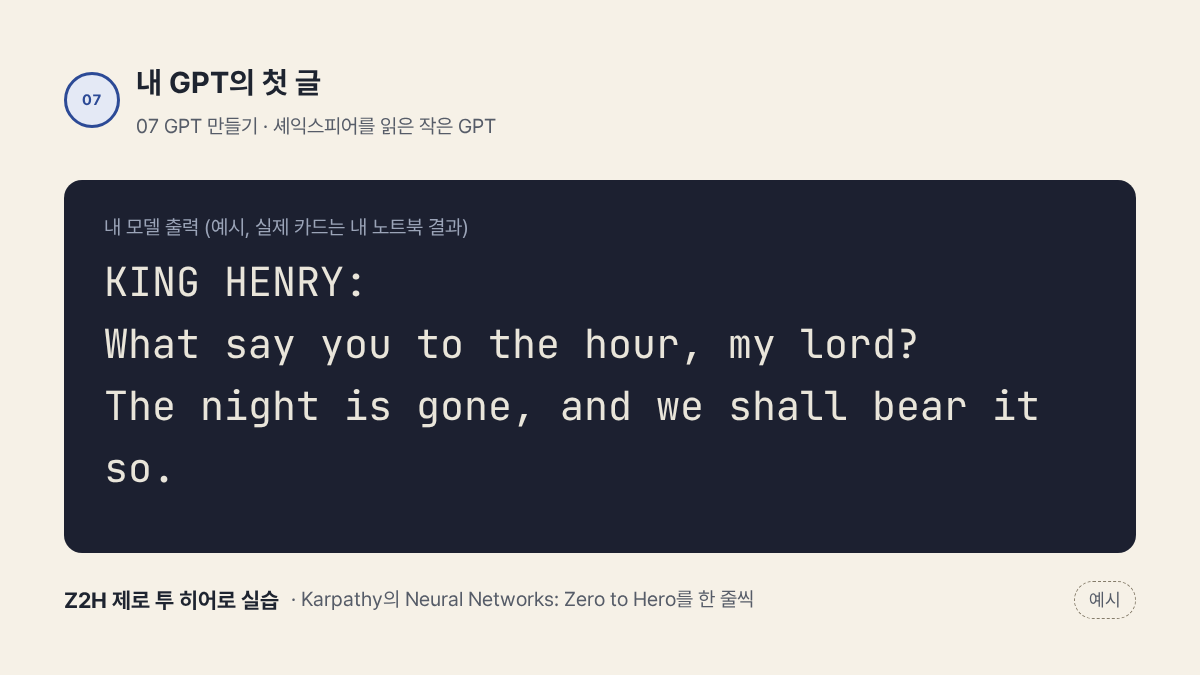 07
내 GPT의 첫 글
07 GPT 만들기 · 셰익스피어를 읽은 작은 GPT
내 모델 출력 (예시, 실제 카드는 내 노트북 결과)
KING HENRY:
What say you to the hour, my lord?
The night is gone, and we shall bear it
so.
Z2H 제로 투 히어로 실습 · Karpathy의 Neural Networks: Zero to Hero를 한 줄씩
예시